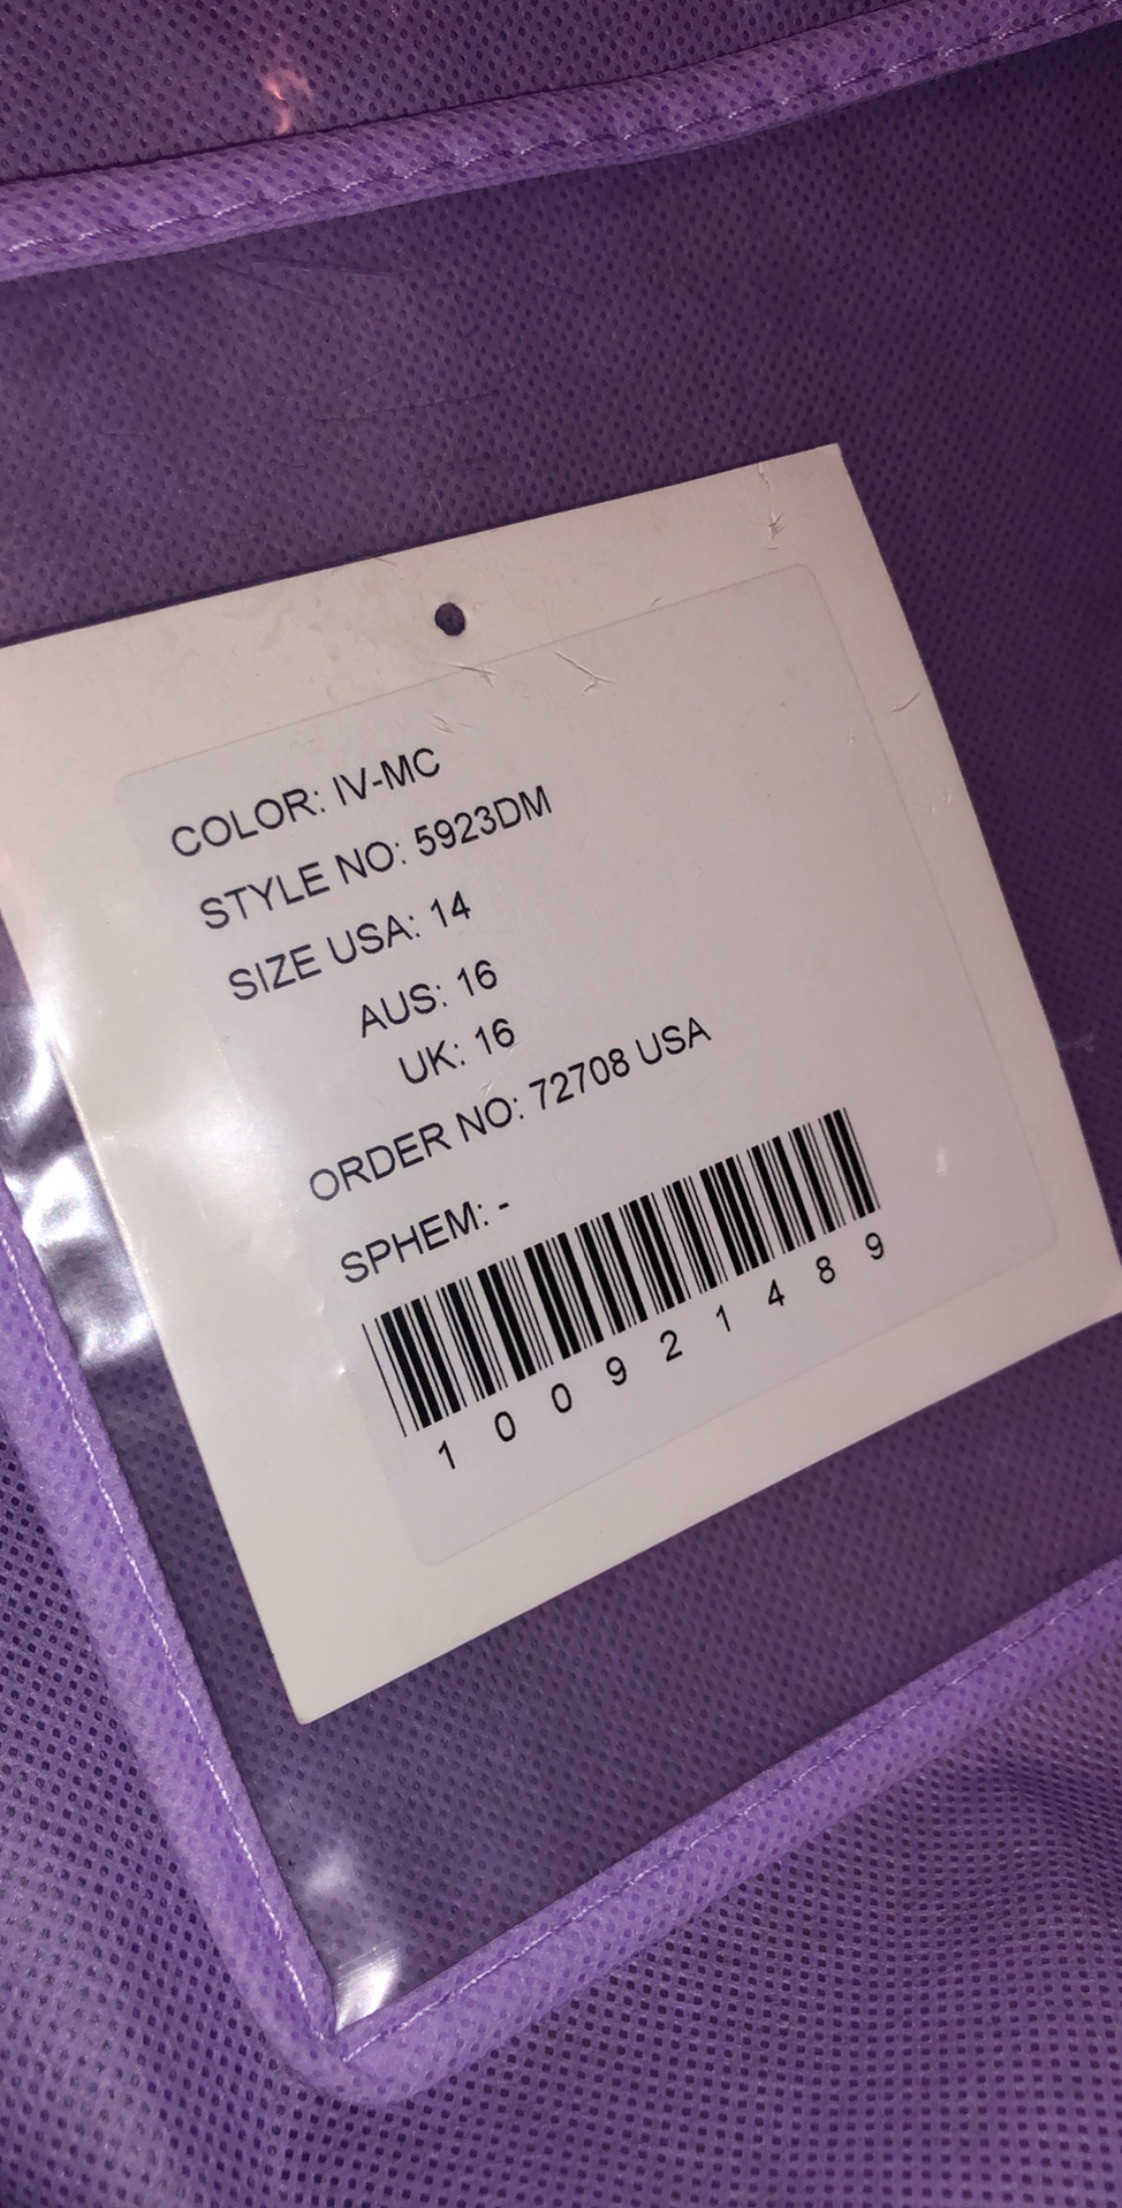 COLOR: IV-MC
STYLE NO: 5923DM
SIZE USA: 14
AUS: 16
UK: 16
ORDER NO: 72708 USA
SPHEM: -
1 0 0 9 2 1 4 8 9